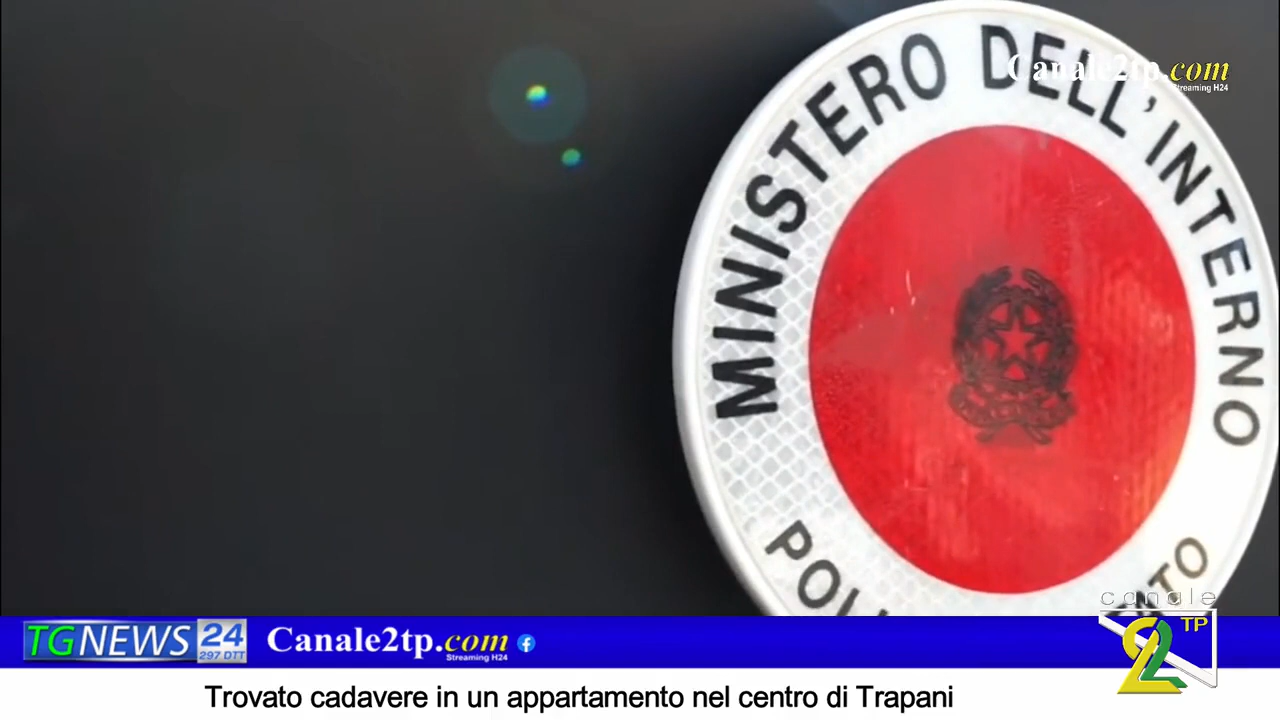 Canale2tp.com
Streaming H24
MINISTERO DELL'INTERNO
canale
2 TP
TGNEWS 24
297 DTT
Canale2tp.com
Streaming H24
Trovato cadavere in un appartamento nel centro di Trapani